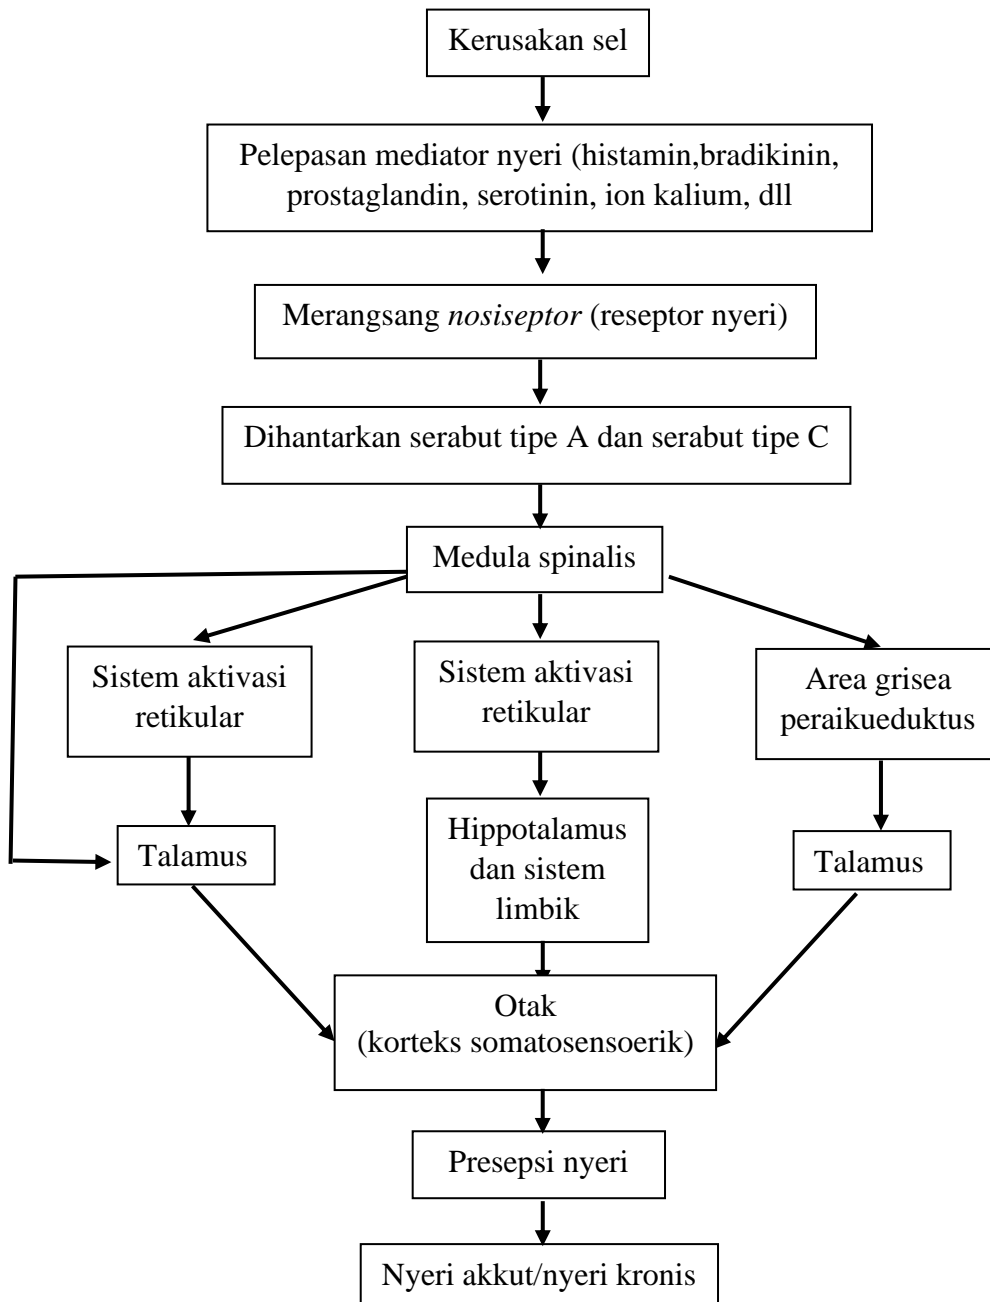 Kerusakan sel
Pelepasan mediator nyeri (histamin,bradikinin,
prostaglandin, serotinin, ion kalium, dll
Merangsang nosiseptor (reseptor nyeri)
Dihantarkan serabut tipe A dan serabut tipe C
Medula spinalis
Sistem aktivasi
retikular
Sistem aktivasi
retikular
Area grisea
peraikueduktus
Talamus
Hippotalamus
dan sistem
limbik
Talamus
Otak
(korteks somatosensoerik)
Presepsi nyeri
Nyeri akkut/nyeri kronis